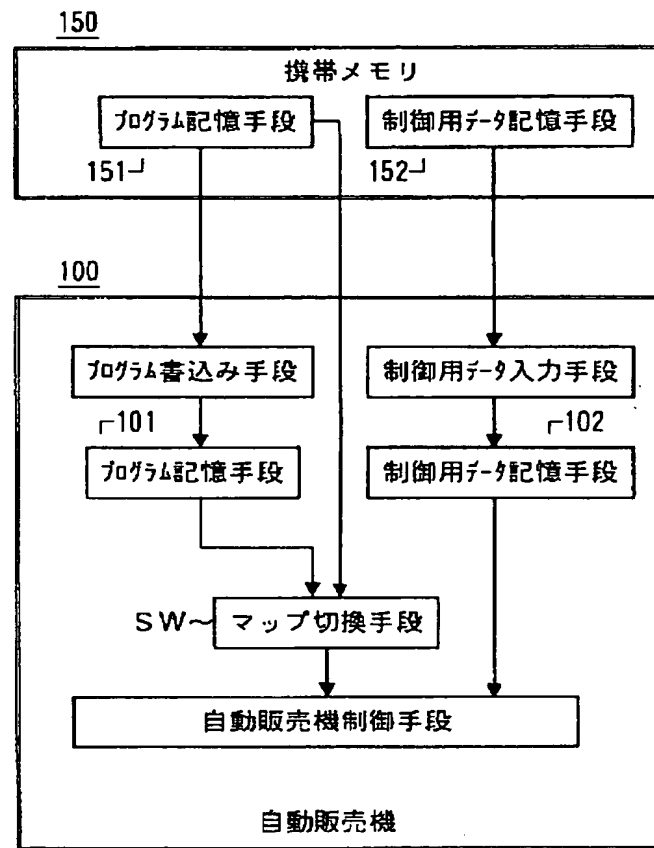 150
携帯メモリ
プログラム記憶手段
制御用データ記憶手段
151
152
100
プログラム書込み手段
制御用データ入力手段
101
102
プログラム記憶手段
制御用データ記憶手段
SW～マップ切換手段
自動販売機制御手段
自動販売機